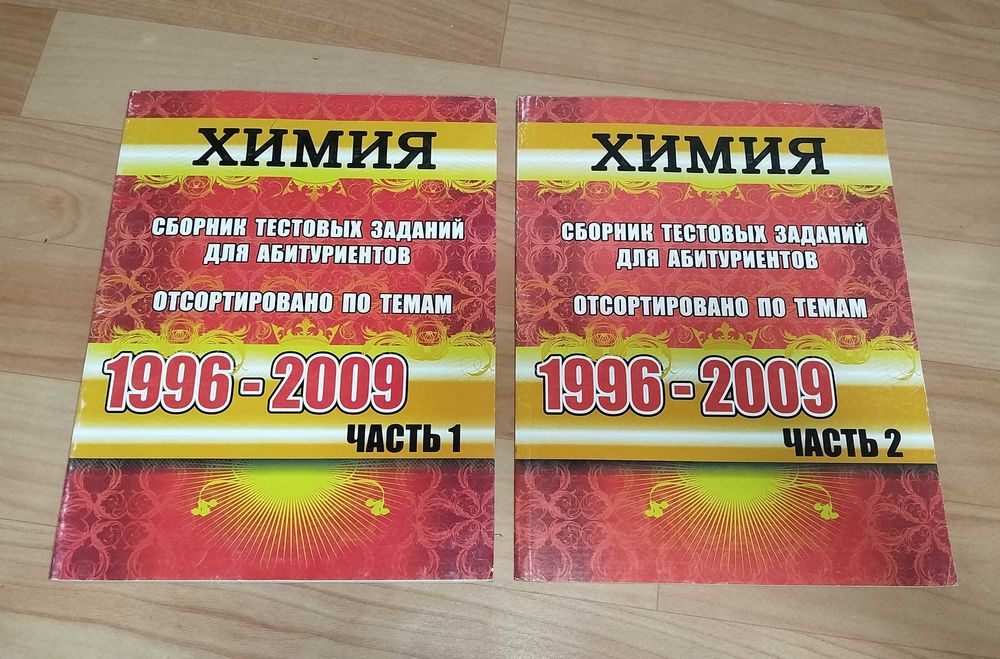 ХИМИЯ
СБОРНИК ТЕСТОВЫХ ЗАДАНИЙ
ДЛЯ АБИТУРИЕНТОВ
ОТСОРТИРОВАНО ПО ТЕМАМ
1996 - 2009
ЧАСТЬ 1
ХИМИЯ
СБОРНИК ТЕСТОВЫХ ЗАДАНИЙ
ДЛЯ АБИТУРИЕНТОВ
ОТСОРТИРОВАНО ПО ТЕМАМ
1996 - 2009
ЧАСТЬ 2